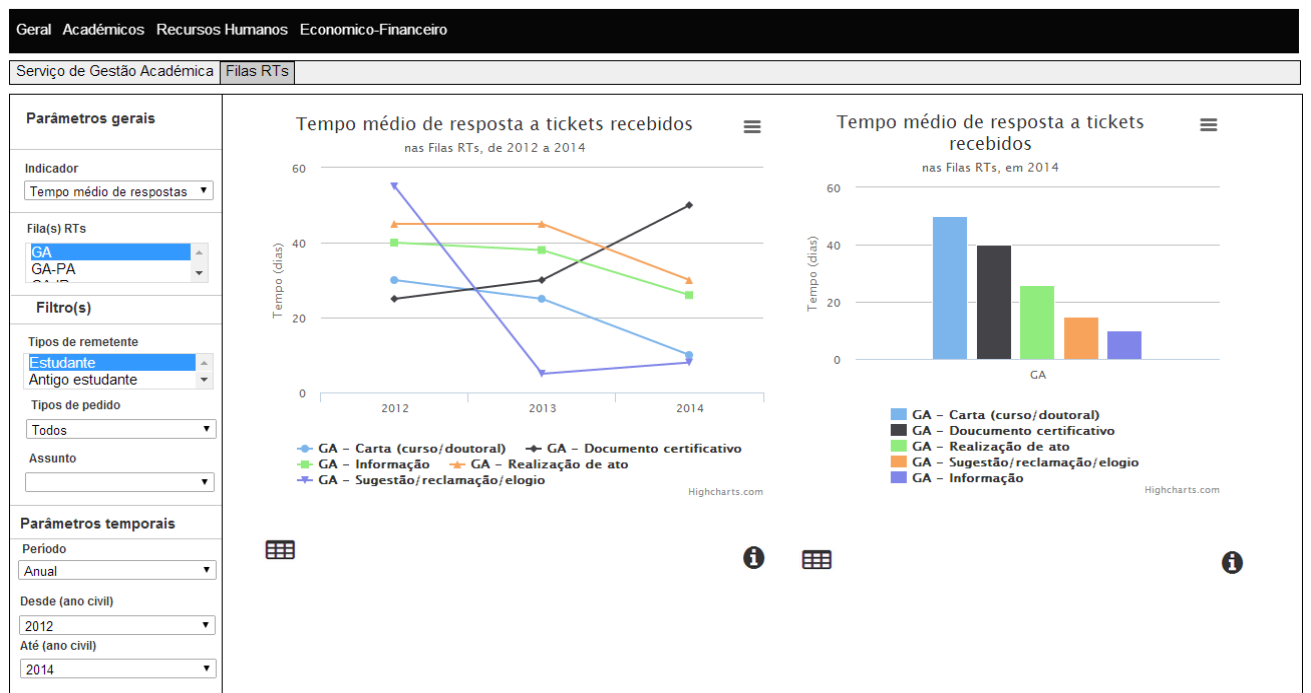 Geral Académicos Recursos Humanos Economico-Financeiro
Serviço de Gestão Académica Filas RTs
Parâmetros gerais
Indicador
Tempo médio de respostas
Fila(s) RTs
GA
GA-PA
Filtro(s)
Tipos de remetente
Estudante
Antigo estudante
Tipos de pedido
Todos
Assunto
Parâmetros temporais
Período
Anual
Desde (ano civil)
2012
Até (ano civil)
2014
Tempo médio de resposta a tickets recebidos
nas Filas RTs, de 2012 a 2014
Tempo (dias)
60
40
20
0
2012 2013 2014
GA – Carta (curso/doutoral) GA – Documento certificativo
GA – Informação GA – Realização de ato
GA – Sugestão/reclamação/elogio
Highcharts.com
Tempo médio de resposta a tickets
recebidos
nas Filas RTs, em 2014
Tempo (dias)
60
40
20
0
GA
GA – Carta (curso/doutoral)
GA – Doucumento certificativo
GA – Realização de ato
GA – Sugestão/reclamação/elogio
GA – Informação
Highcharts.com